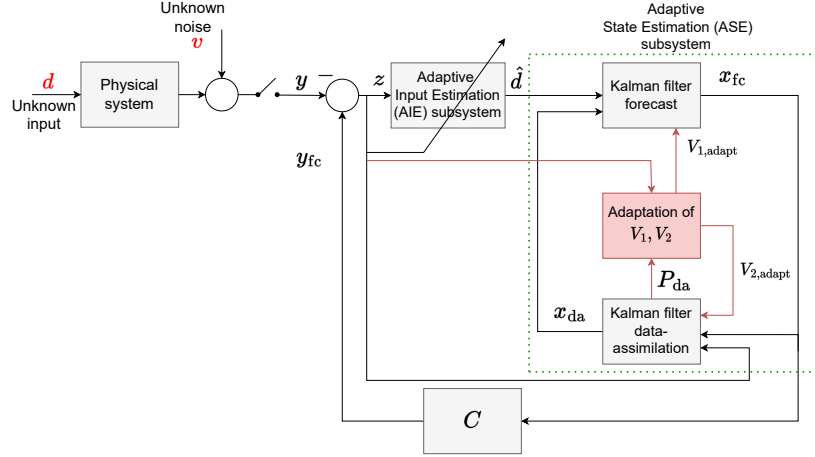 Unknown
noise
v
d
Unknown
input
Physical
system
y
−
z
Adaptive
Input Estimation
(AIE) subsystem
d̂
Adaptive
State Estimation (ASE)
subsystem
Kalman filter
forecast
x_fc
y_fc
V_1,adapt
Adaptation of
V_1, V_2
V_2,adapt
P_da
x_da
Kalman filter
data-
assimilation
C